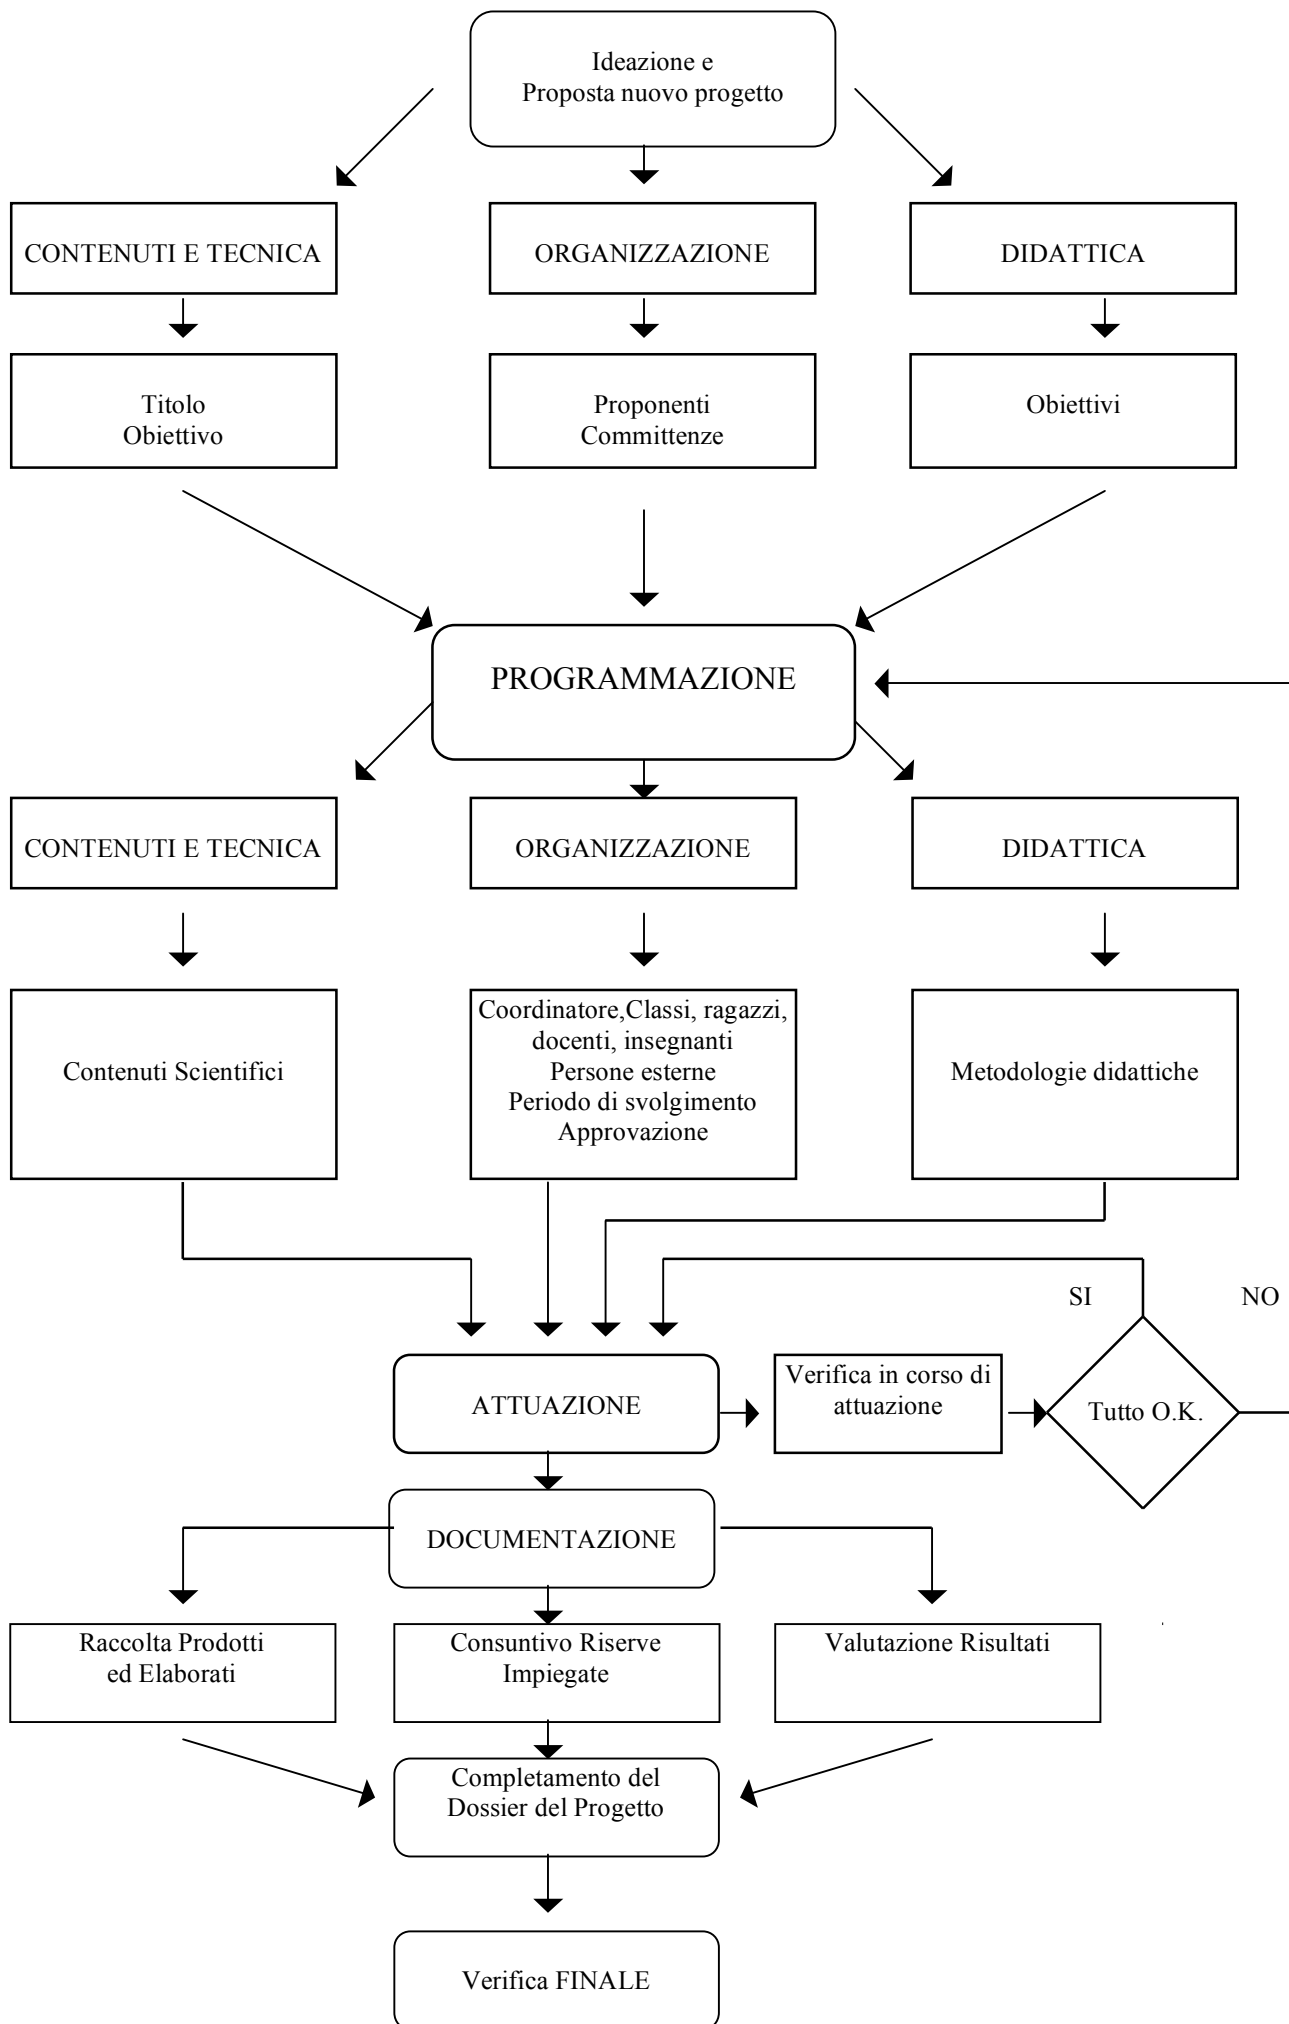 Ideazione e
Proposta nuovo progetto
CONTENUTI E TECNICA
ORGANIZZAZIONE
DIDATTICA
Titolo
Obiettivo
Proponenti
Committenze
Obiettivi
PROGRAMMAZIONE
CONTENUTI E TECNICA
ORGANIZZAZIONE
DIDATTICA
Contenuti Scientifici
Coordinatore,Classi, ragazzi,
docenti, insegnanti
Persone esterne
Periodo di svolgimento
Approvazione
Metodologie didattiche
SI
NO
ATTUAZIONE
Verifica in corso di
attuazione
Tutto O.K.
DOCUMENTAZIONE
Raccolta Prodotti
ed Elaborati
Consuntivo Riserve
Impiegate
Valutazione Risultati
Completamento del
Dossier del Progetto
Verifica FINALE